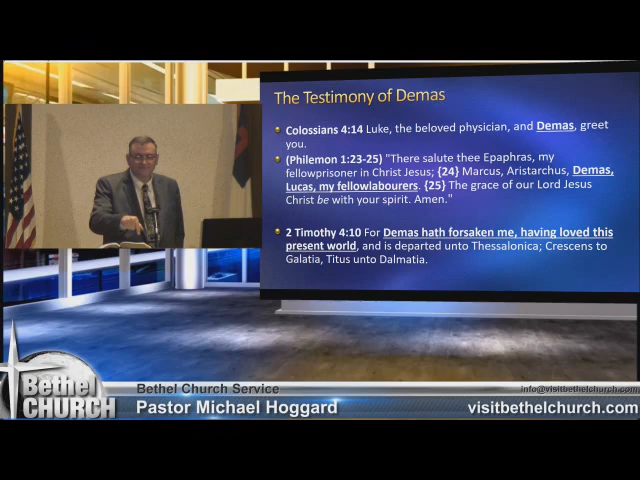 The Testimony of Demas
Colossians 4:14 Luke, the beloved physician, and Demas, greet
you.
(Philemon 1:23-25) "There salute thee Epaphras, my
fellowprisoner in Christ Jesus; {24} Marcus, Aristarchus, Demas,
Lucas, my fellowlabourers. {25} The grace of our Lord Jesus
Christ be with your spirit. Amen."
2 Timothy 4:10 For Demas hath forsaken me, having loved this
present world, and is departed unto Thessalonica; Crescens to
Galatia, Titus unto Dalmatia.
Bethel
CHURCH
Bethel Church Service
info@visitbethelchurch.com
Pastor Michael Hoggard
visitbethelchurch.com